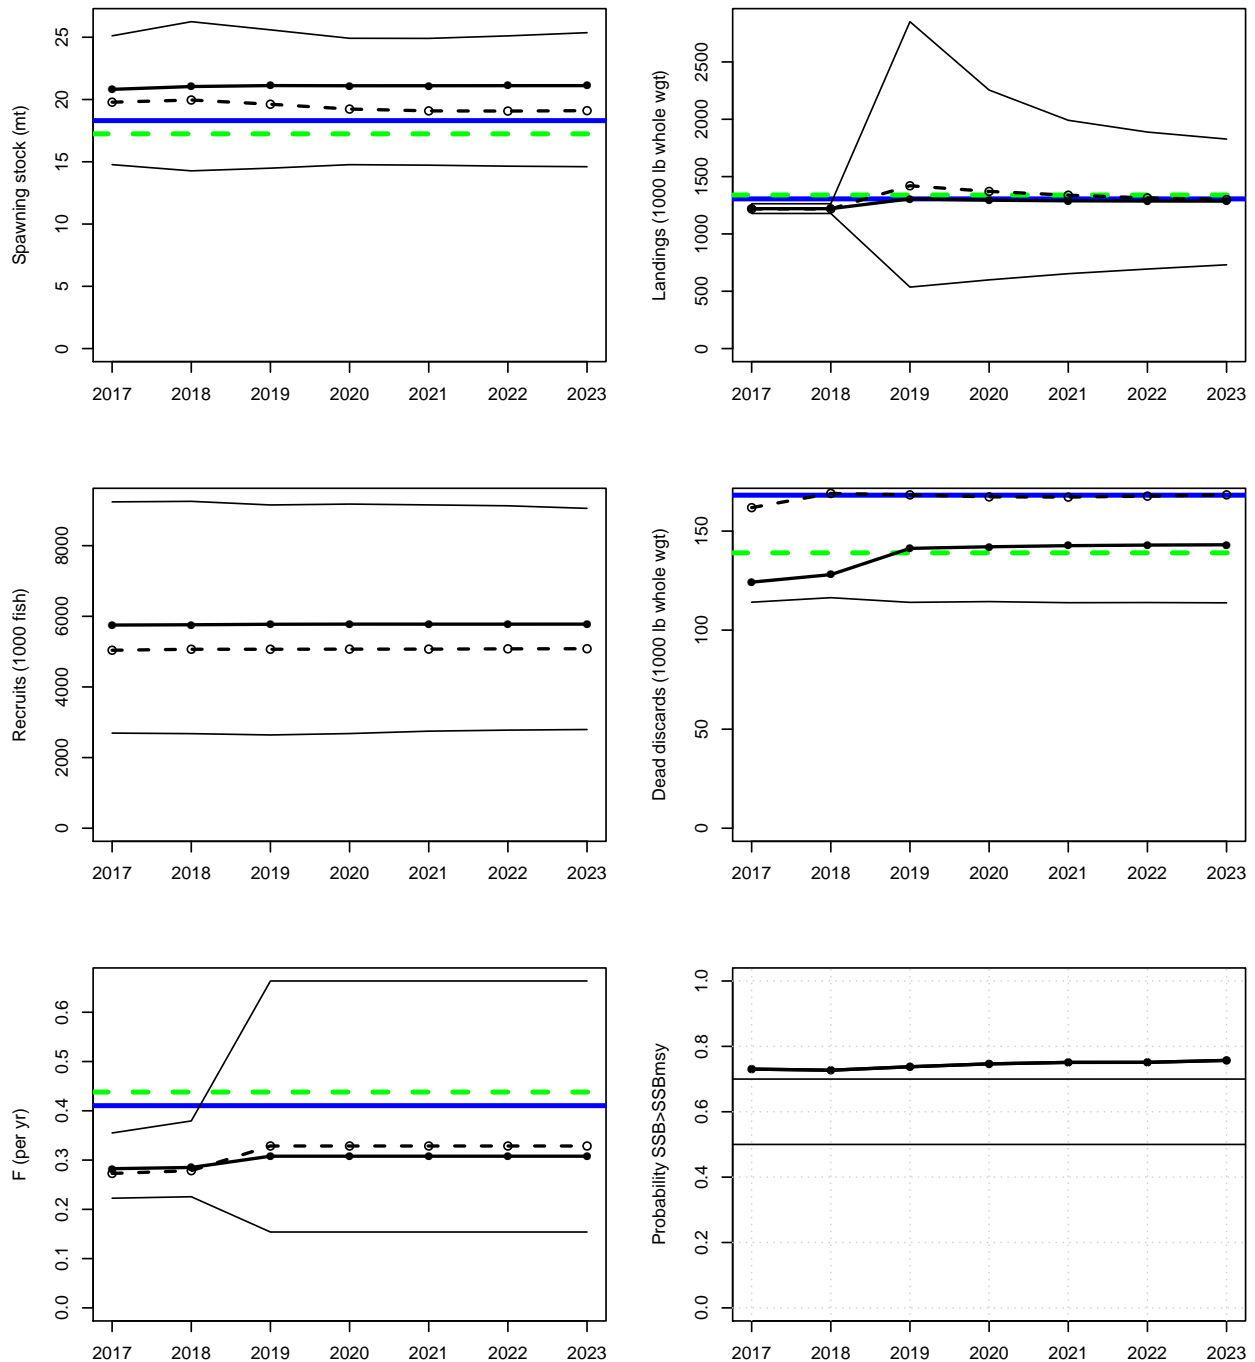 Spawning stock (mt)
0 5 10 15 20 25
2017 2018 2019 2020 2021 2022 2023
Landings (1000 lb whole wgt)
0 500 1000 1500 2000 2500
2017 2018 2019 2020 2021 2022 2023
Recruits (1000 fish)
0 2000 4000 6000 8000
2017 2018 2019 2020 2021 2022 2023
Dead discards (1000 lb whole wgt)
0 50 100 150
2017 2018 2019 2020 2021 2022 2023
F (per yr)
0.0 0.1 0.2 0.3 0.4 0.5 0.6
2017 2018 2019 2020 2021 2022 2023
Probability SSB>SSBmsy
0.0 0.2 0.4 0.6 0.8 1.0
2017 2018 2019 2020 2021 2022 2023